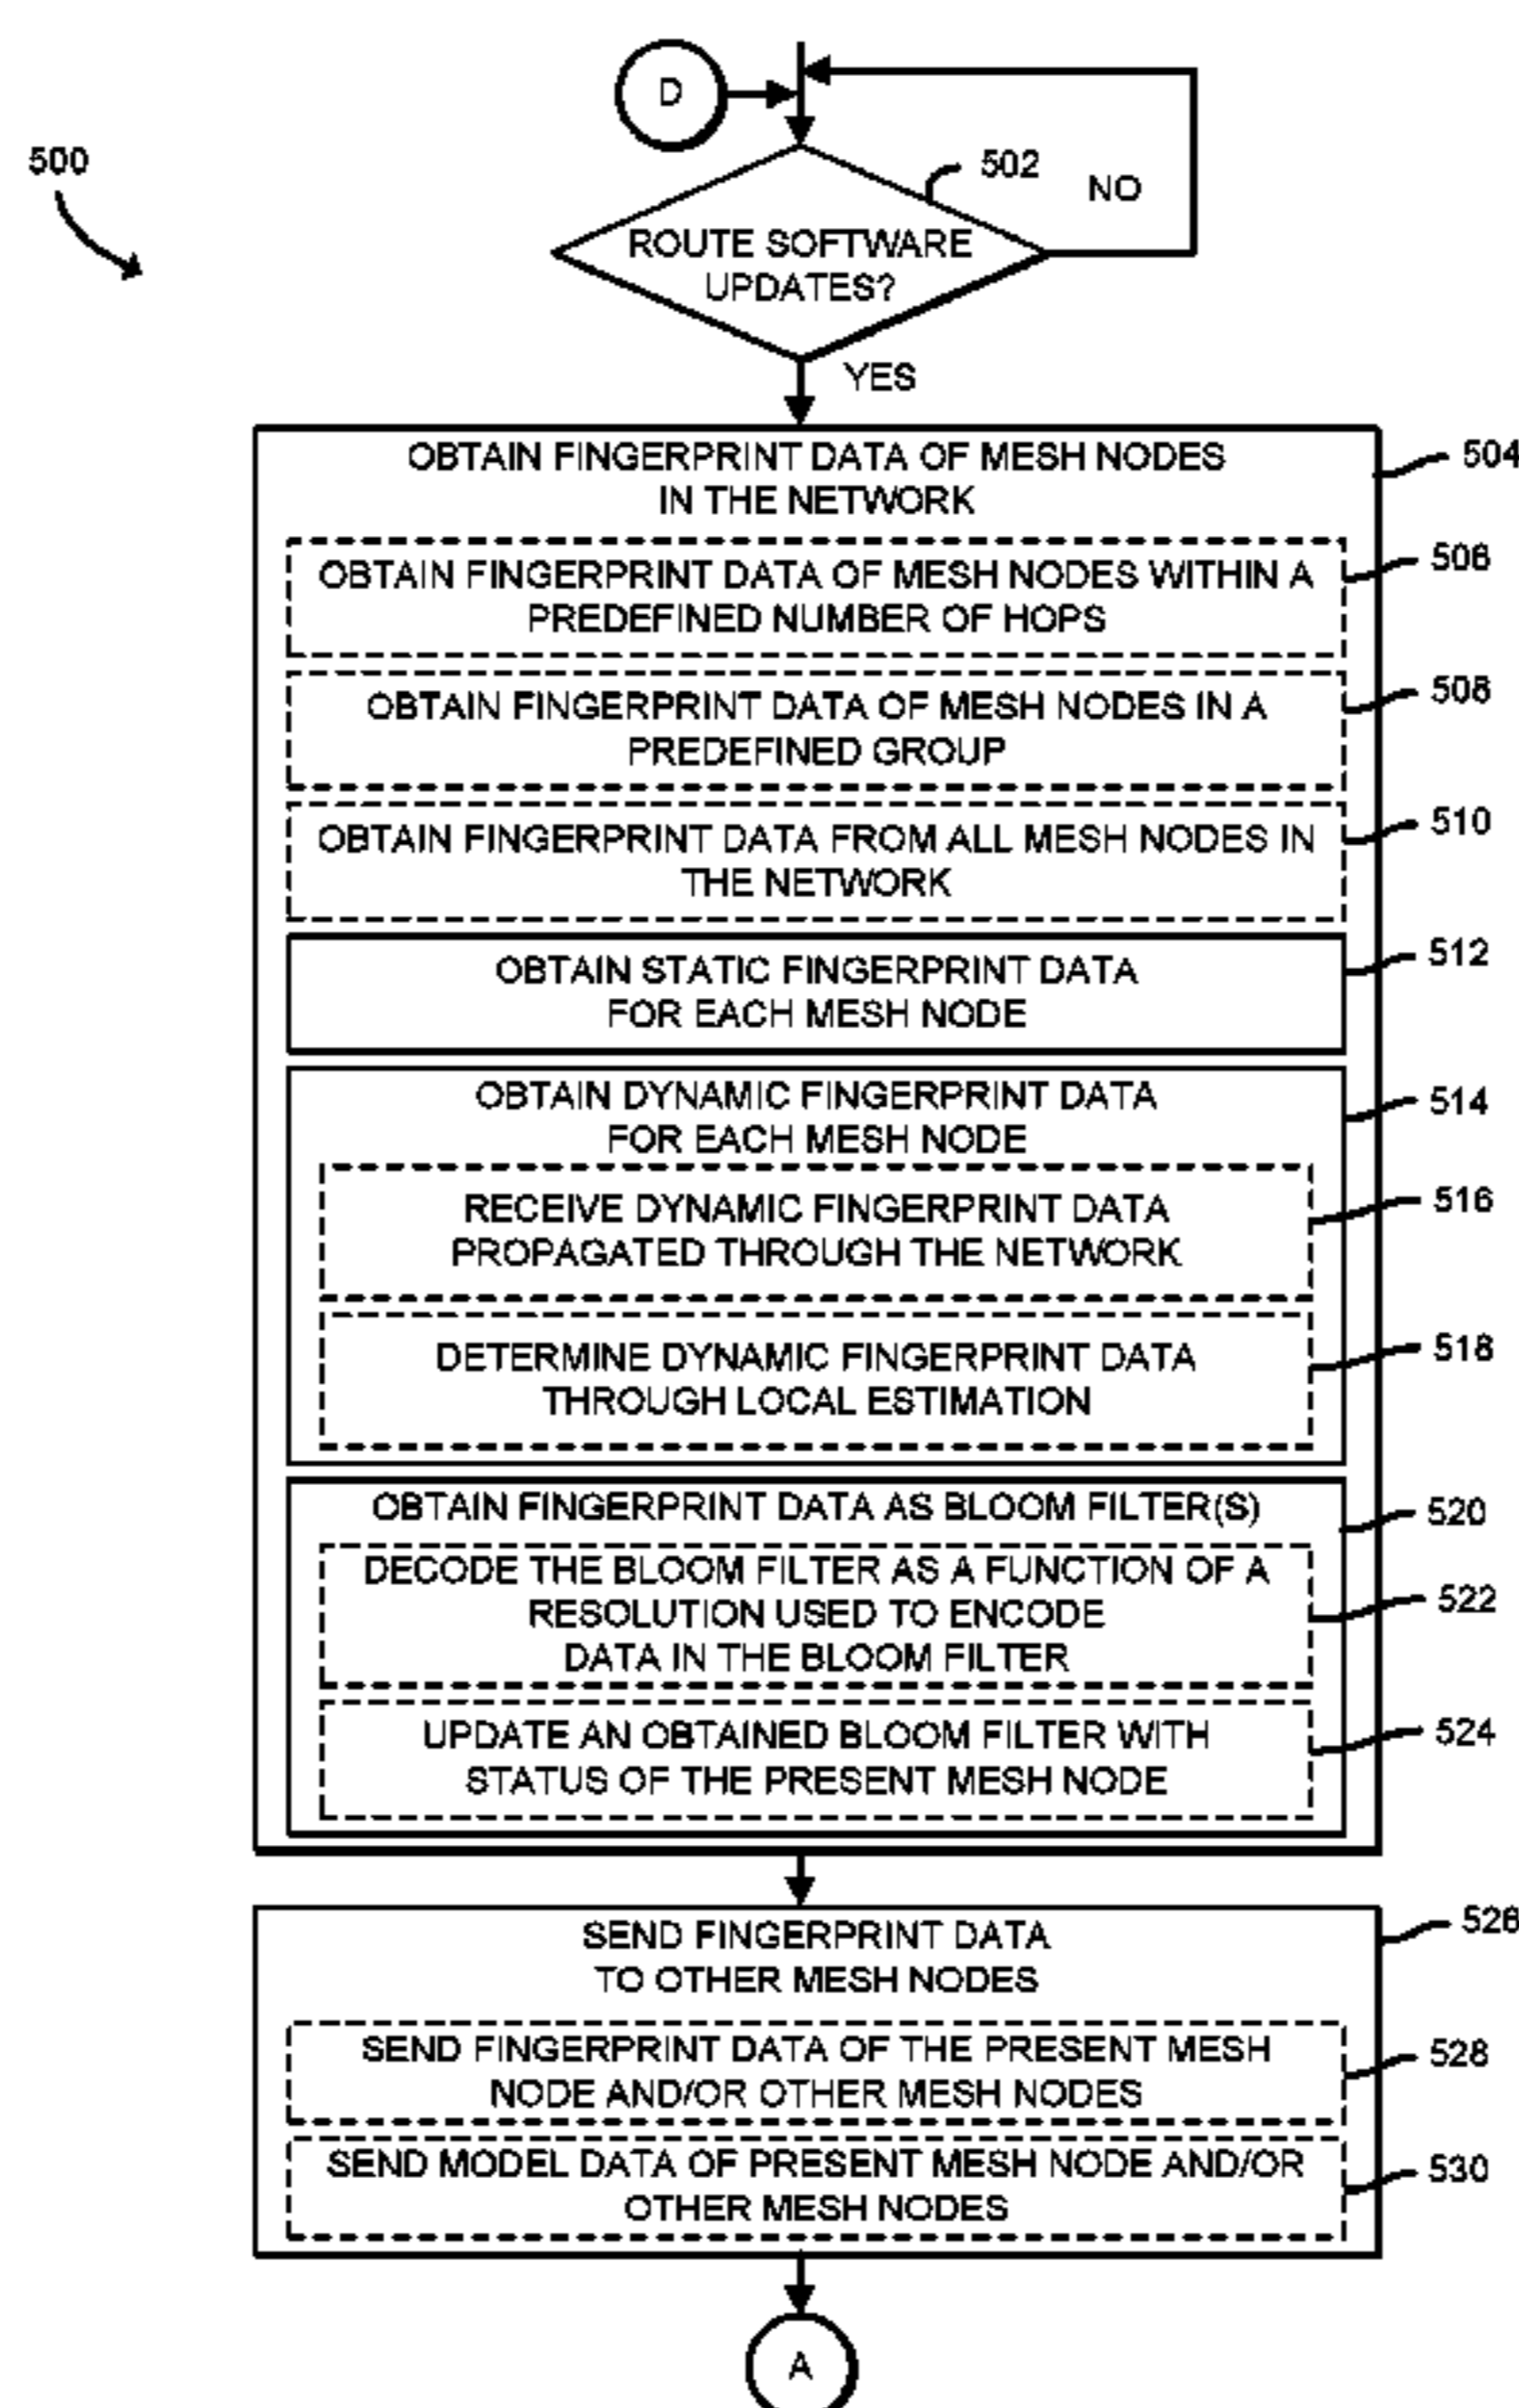 D
500
502
NO
ROUTE SOFTWARE
UPDATES?
YES
OBTAIN FINGERPRINT DATA OF MESH NODES
IN THE NETWORK
504
OBTAIN FINGERPRINT DATA OF MESH NODES WITHIN A
PREDEFINED NUMBER OF HOPS
506
OBTAIN FINGERPRINT DATA OF MESH NODES IN A
PREDEFINED GROUP
508
OBTAIN FINGERPRINT DATA FROM ALL MESH NODES IN
THE NETWORK
510
OBTAIN STATIC FINGERPRINT DATA
FOR EACH MESH NODE
512
OBTAIN DYNAMIC FINGERPRINT DATA
FOR EACH MESH NODE
514
RECEIVE DYNAMIC FINGERPRINT DATA
PROPAGATED THROUGH THE NETWORK
516
DETERMINE DYNAMIC FINGERPRINT DATA
THROUGH LOCAL ESTIMATION
518
OBTAIN FINGERPRINT DATA AS BLOOM FILTER(S)
520
DECODE THE BLOOM FILTER AS A FUNCTION OF A
RESOLUTION USED TO ENCODE
DATA IN THE BLOOM FILTER
522
UPDATE AN OBTAINED BLOOM FILTER WITH
STATUS OF THE PRESENT MESH NODE
524
SEND FINGERPRINT DATA
TO OTHER MESH NODES
526
SEND FINGERPRINT DATA OF THE PRESENT MESH
NODE AND/OR OTHER MESH NODES
528
SEND MODEL DATA OF PRESENT MESH NODE AND/OR
OTHER MESH NODES
530
A